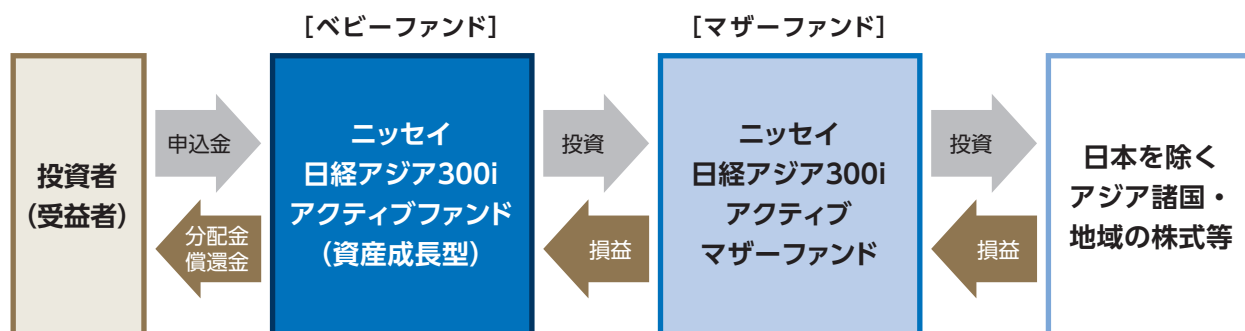 [ベビーファンド]
[マザーファンド]
投資者
(受益者)
申込金
分配金
償還金
ニッセイ
日経アジア300i
アクティブファンド
(資産成長型)
投資
損益
ニッセイ
日経アジア300i
アクティブ
マザーファンド
投資
損益
日本を除く
アジア諸国・
地域の株式等